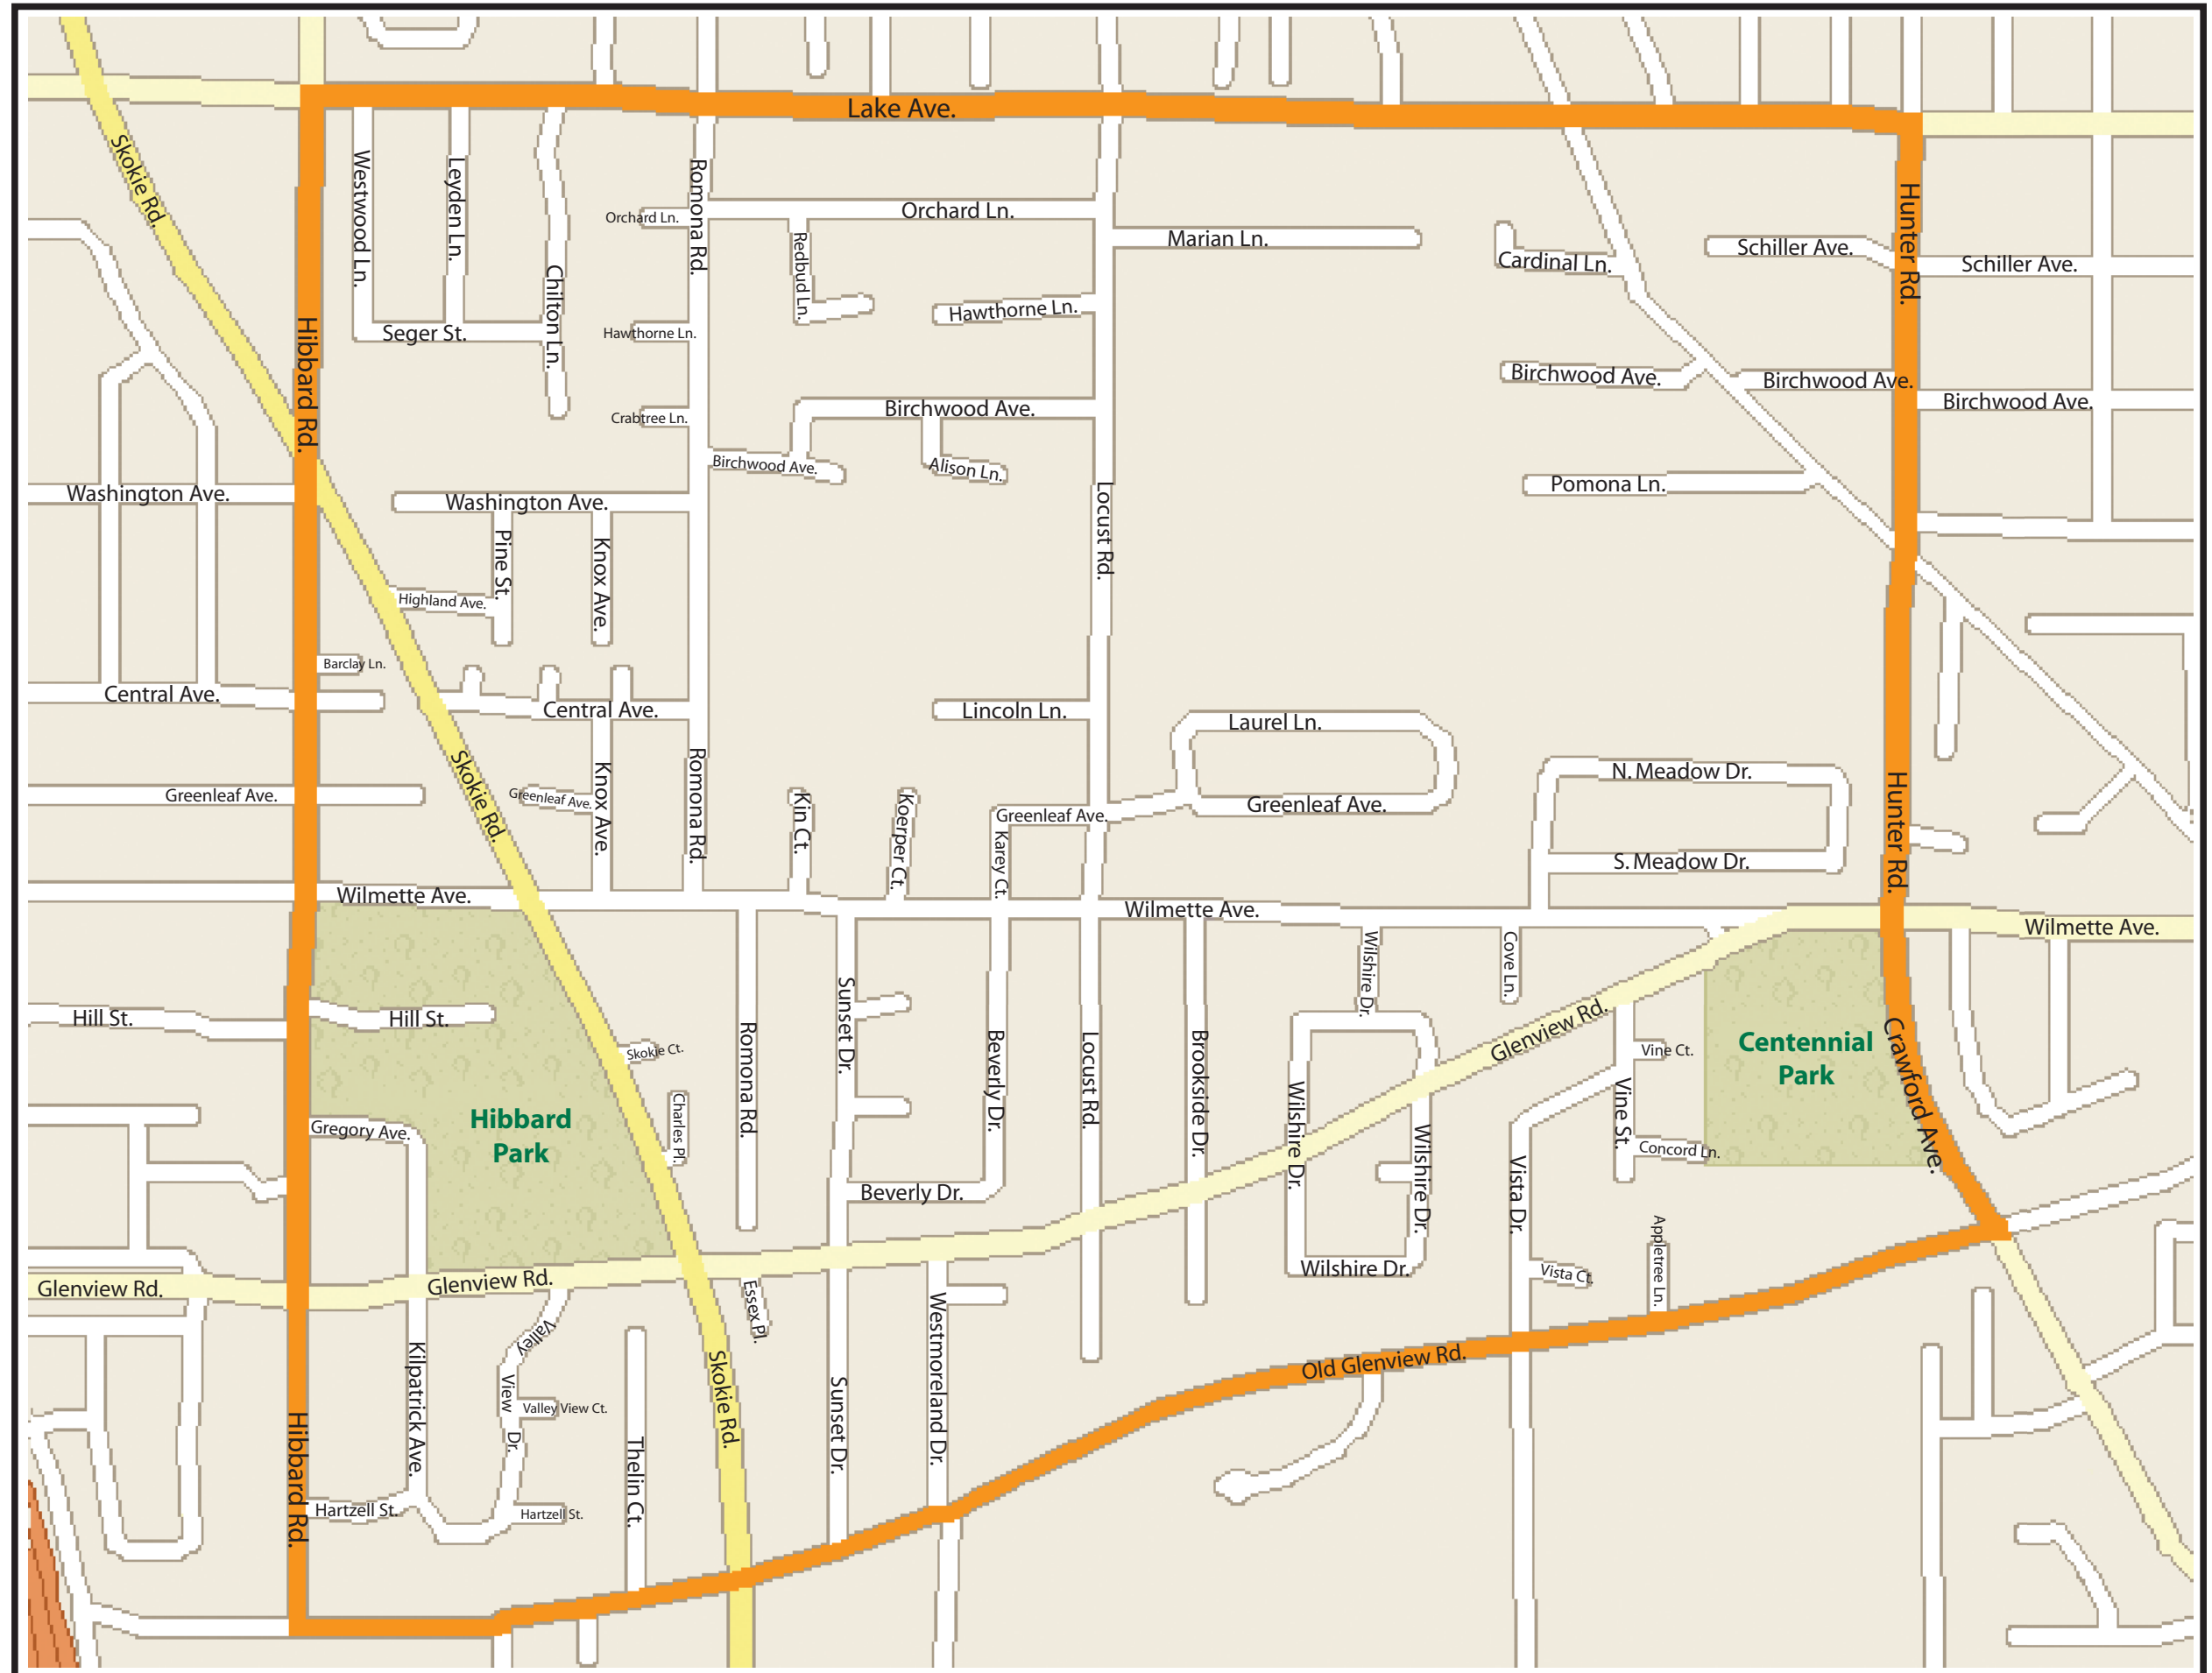 Lake Ave.
Skokie Rd.
Westwood Ln.
Leyden Ln.
Chilton Ln.
Romona Rd.
Orchard Ln.
Orchard Ln.
Redbud Ln.
Marian Ln.
Cardinal Ln.
Schiller Ave.
Hunter Rd.
Schiller Ave.
Hibbard Rd.
Seger St.
Hawthorne Ln.
Hawthorne Ln.
Birchwood Ave.
Birchwood Ave.
Birchwood Ave.
Crabtree Ln.
Birchwood Ave.
Birchwood Ave.
Alison Ln.
Washington Ave.
Washington Ave.
Locust Rd.
Pomona Ln.
Pine St.
Knox Ave.
Highland Ave.
Barclay Ln.
Central Ave.
Central Ave.
Lincoln Ln.
Laurel Ln.
Skokie Rd.
Greenleaf Ave.
Greenleaf Ave.
Knox Ave.
Romona Rd.
Kin Ct.
Koerper Ct.
Greenleaf Ave.
Karey Ct.
Greenleaf Ave.
N. Meadow Dr.
S. Meadow Dr.
Hunter Rd.
Wilmette Ave.
Wilmette Ave.
Wilmette Ave.
Hill St.
Hill St.
Skokie Ct.
Charles Pl.
Romona Rd.
Sunset Dr.
Beverly Dr.
Locust Rd.
Brookside Dr.
Wilshire Dr.
Cove Ln.
Glenview Rd.
Vine Ct.
Centennial
Park
Crawford Ave.
Hibbard
Park
Gregory Ave.
Beverly Dr.
Wilshire Dr.
Wilshire Dr.
Vista Dr.
Vine St.
Concord Ln.
Glenview Rd.
Glenview Rd.
Essex Pl.
Wilshire Dr.
Vista Ct.
Appletree Ln.
Valley
View
Dr.
Valley View Ct.
Kilpatrick Ave.
Thelin Ct.
Skokie Rd.
Sunset Dr.
Westmoreland Dr.
Old Glenview Rd.
Hibbard Rd.
Hartzell St.
Hartzell St.